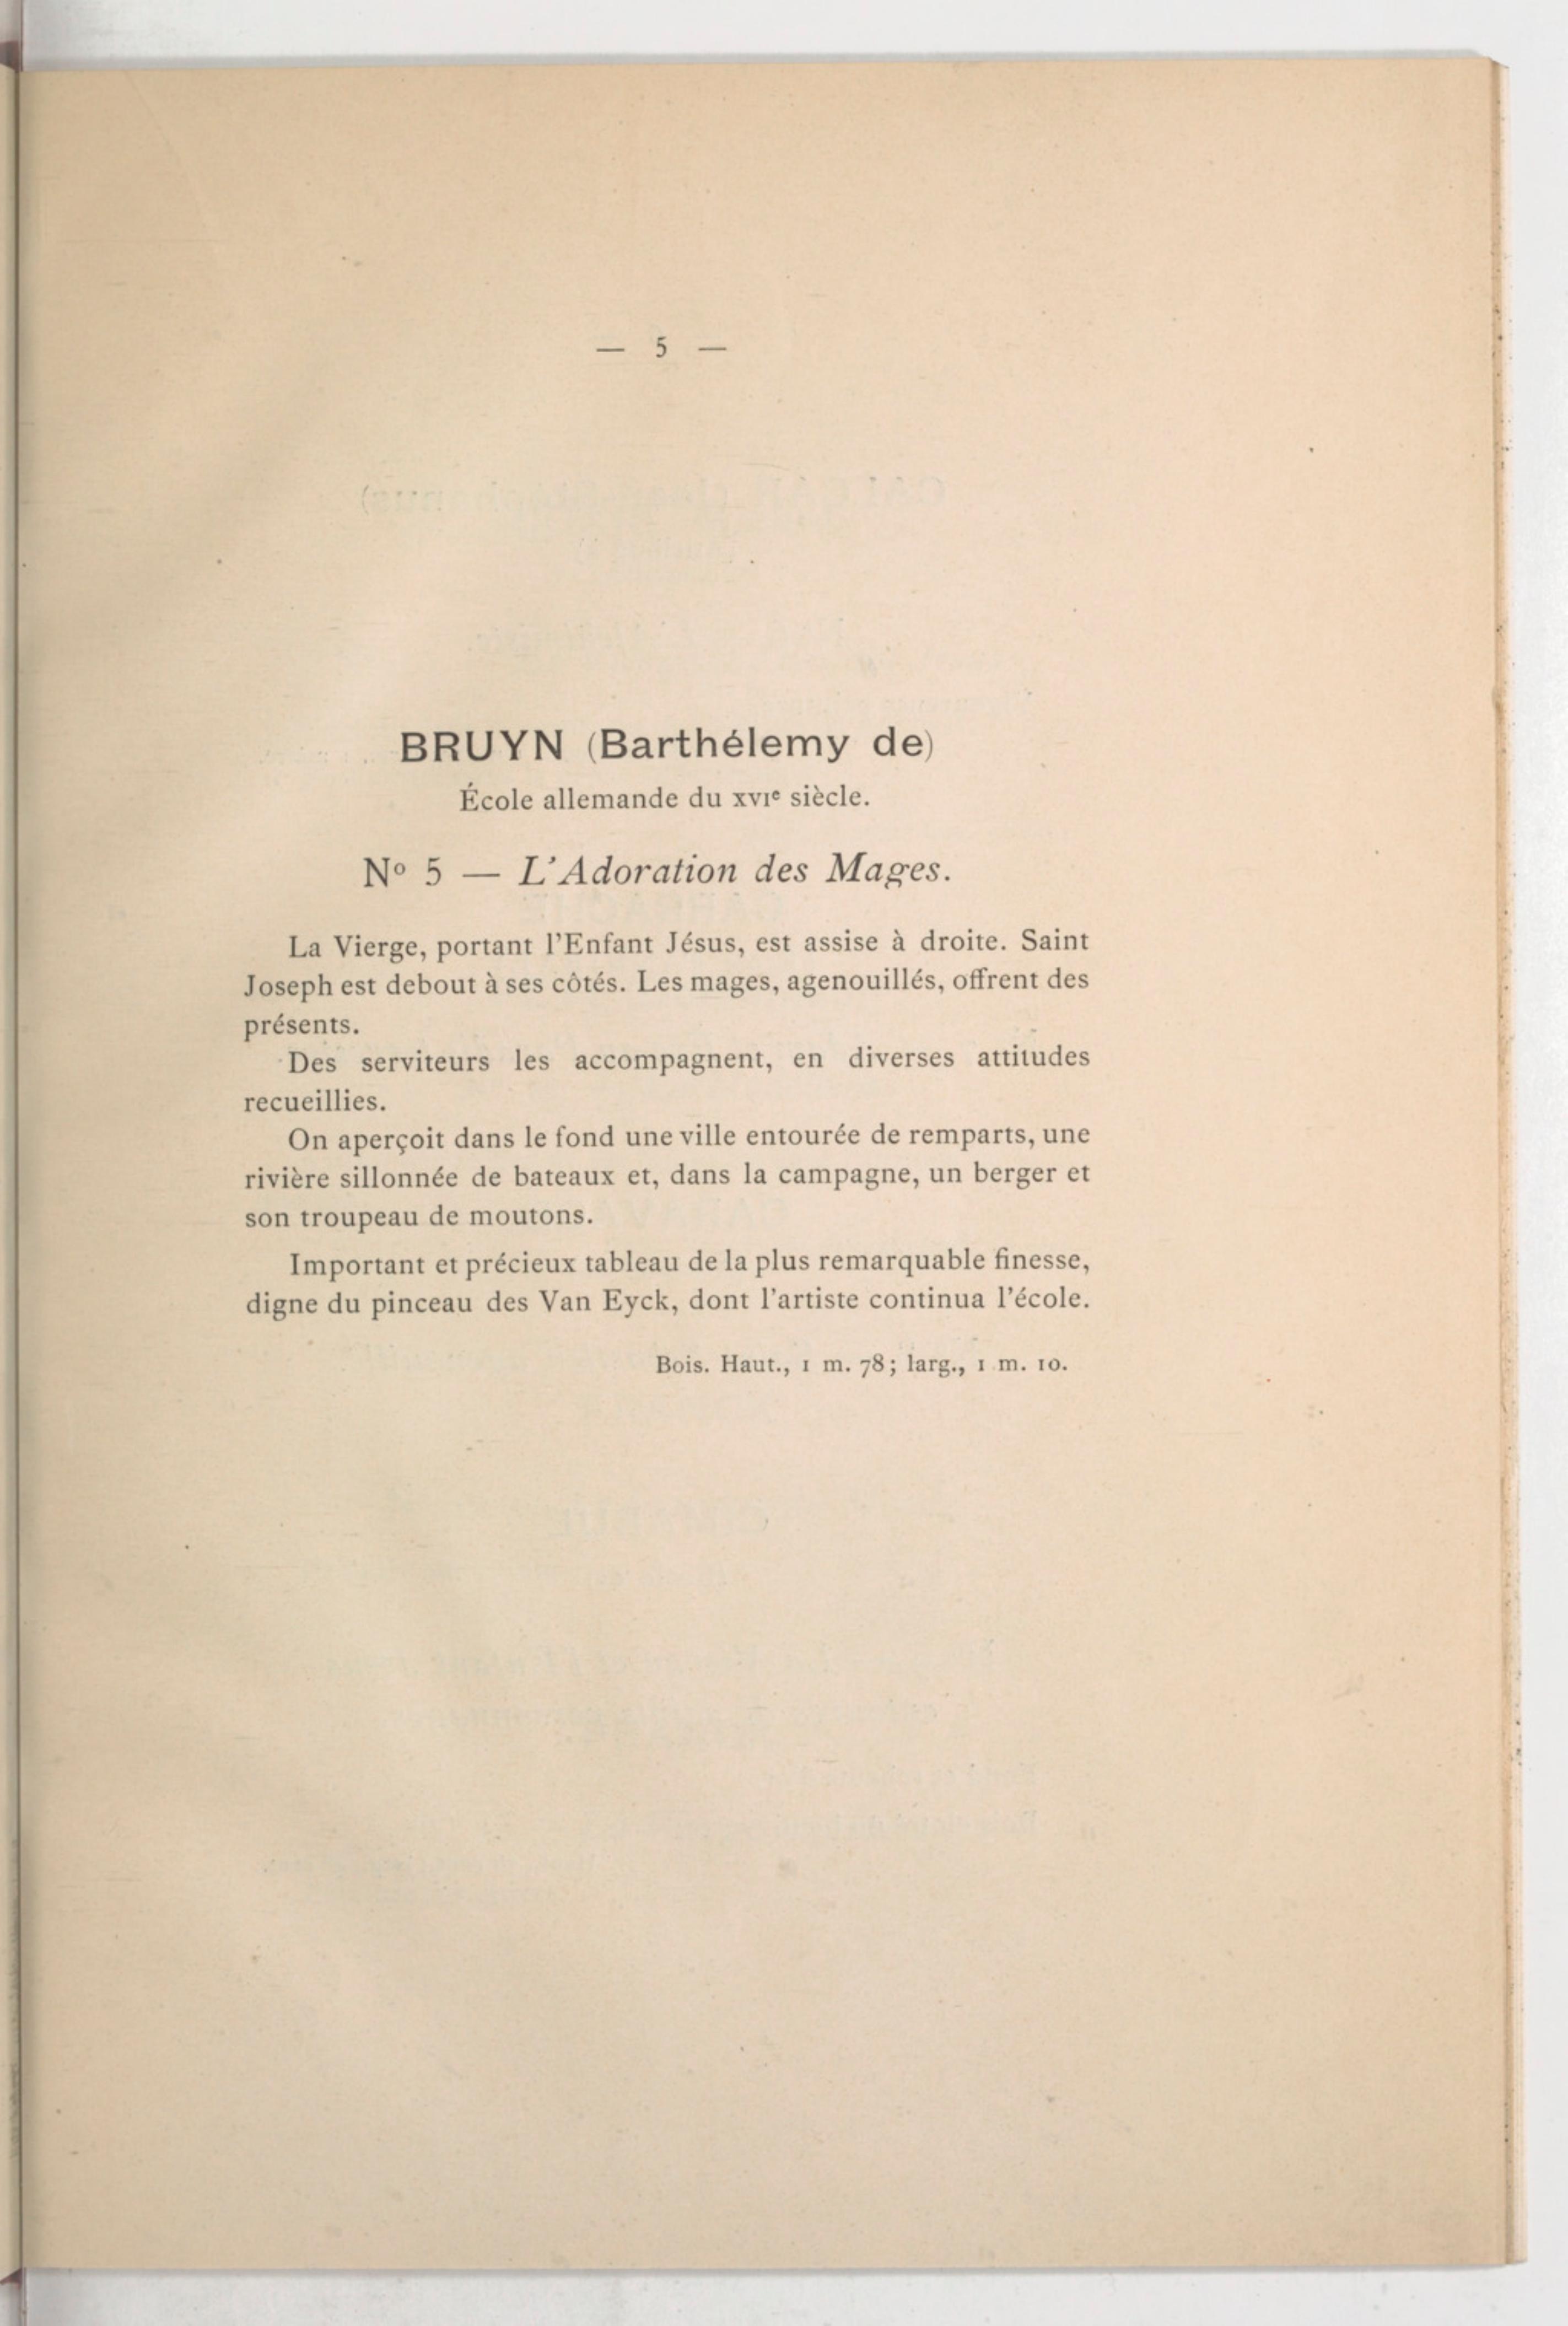 — 5 —
BRUYN (Barthélemy de)
École allemande du XVIe siècle.
No 5 — L'Adoration des Mages.
La Vierge, portant l'Enfant Jésus, est assise à droite. Saint
Joseph est debout à ses côtés. Les mages, agenouillés, offrent des
présents.
Des serviteurs les accompagnent, en diverses attitudes
recueillies.
On aperçoit dans le fond une ville entourée de remparts, une
rivière sillonnée de bateaux et, dans la campagne, un berger et
son troupeau de moutons.
Important et précieux tableau de la plus remarquable finesse,
digne du pinceau des Van Eyck, dont l'artiste continua l'école.
Bois. Haut., 1 m. 78; larg., 1 m. 10.